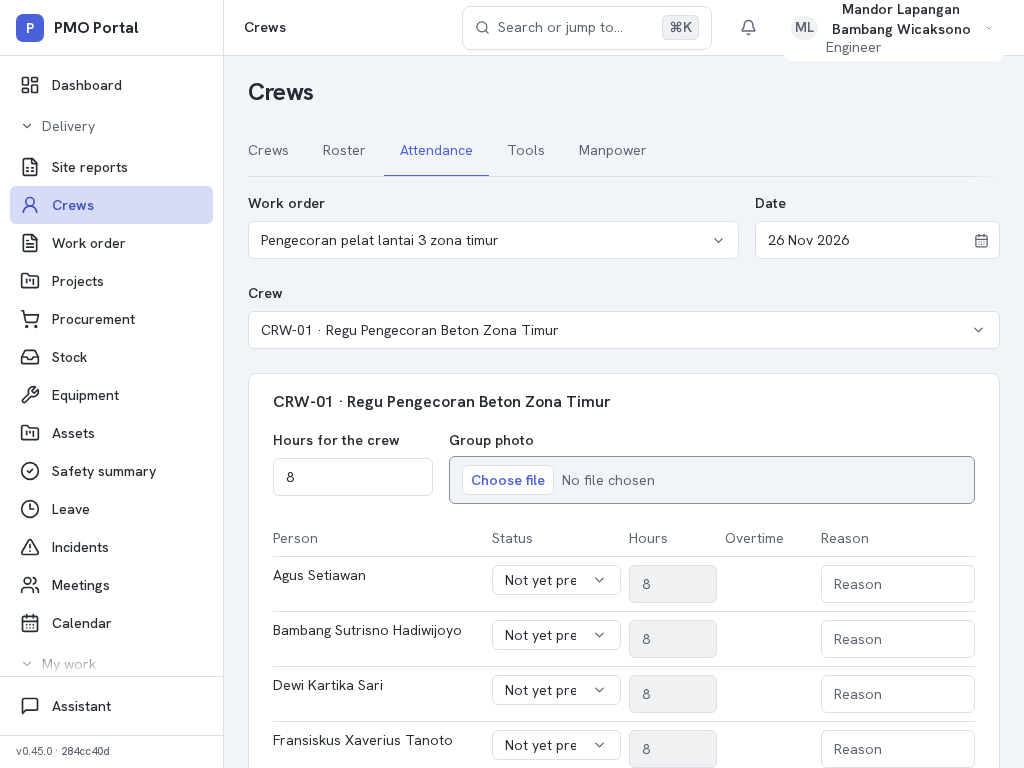 P PMO Portal
Crews
Search or jump to...
⌘K
ML
Mandor Lapangan
Bambang Wicaksono
Engineer
Dashboard
Delivery
Site reports
Crews
Work order
Projects
Procurement
Stock
Equipment
Assets
Safety summary
Leave
Incidents
Meetings
Calendar
My work
Assistant
v0.45.0 · 284cc40d
Crews
Crews Roster Attendance Tools Manpower
Work order Date
Pengecoran pelat lantai 3 zona timur 26 Nov 2026
Crew
CRW-01 · Regu Pengecoran Beton Zona Timur
CRW-01 · Regu Pengecoran Beton Zona Timur
Hours for the crew Group photo
8 Choose file No file chosen
Person Status Hours Overtime Reason
Agus Setiawan Not yet pre 8 Reason
Bambang Sutrisno Hadiwijoyo Not yet pre 8 Reason
Dewi Kartika Sari Not yet pre 8 Reason
Fransiskus Xaverius Tanoto Not yet pre 8 Reason